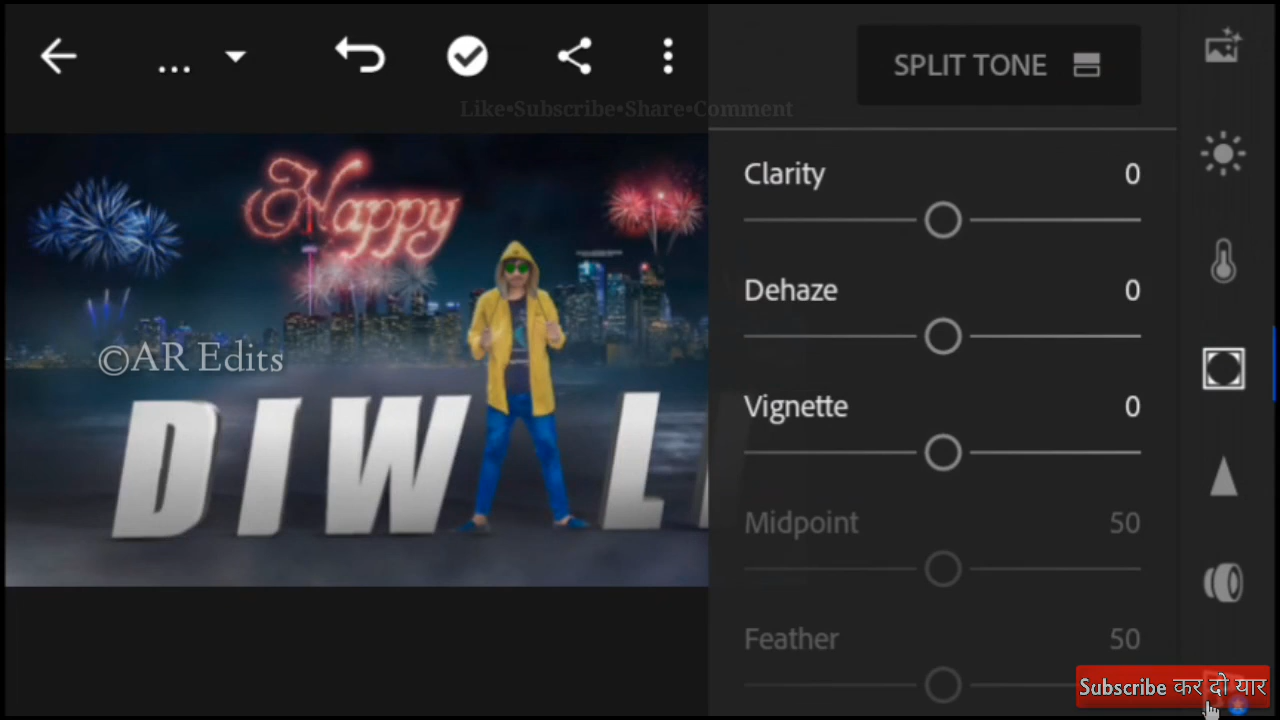 ...
SPLIT TONE
Like•Subscribe•Share•Comment
Clarity 0
Happy
Dehaze 0
©AR Edits
Vignette 0
DIW LI
Midpoint 50
Feather 50
Subscribe कर दो यार